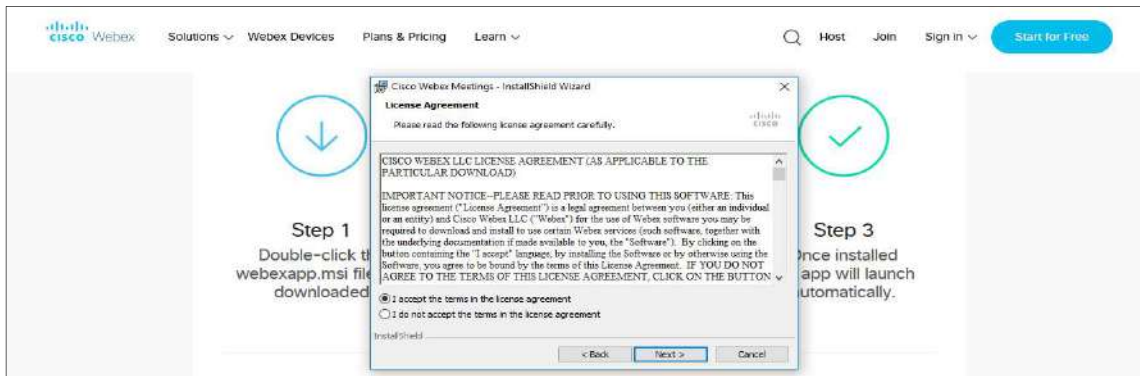 CISCO Webex Solutions Webex Devices Plans & Pricing Learn Host Join Sign in Start for Free
Cisco Webex Meetings - InstallShield Wizard
License Agreement
Please read the following license agreement carefully.
CISCO
CISCO WEBEX LLC LICENSE AGREEMENT (AS APPLICABLE TO THE
PARTICULAR DOWNLOAD)
IMPORTANT NOTICE--PLEASE READ PRIOR TO USING THIS SOFTWARE: This
license agreement ("License Agreement") is a legal agreement between you (either an individual
or an entity) and Cisco Webex LLC ("Webex") for the use of Webex software you may be
required to download and install to use certain Webex services (such software, together with
the underlying documentation if made available to you, the "Software"). By clicking on the
button containing the "I accept" language, by installing the Software or by otherwise using the
Software, you agree to be bound by the terms of this License Agreement. IF YOU DO NOT
AGREE TO THE TERMS OF THIS LICENSE AGREEMENT, CLICK ON THE BUTTON
I accept the terms in the license agreement
I do not accept the terms in the license agreement
InstallShield
< Back Next > Cancel
Step 1
Double-click th
webexapp.msi file
downloaded
Step 3
Once installed
app will launch
automatically.